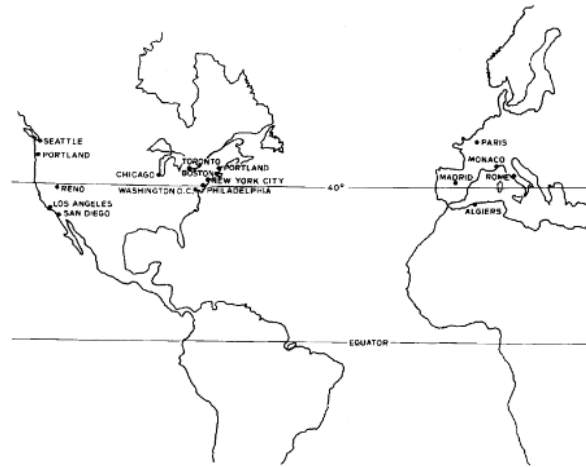 SEATTLE
PARIS
PORTLAND
TORONTO
MONACO
PORTLAND
CHICAGO
BOSTON
MADRID
ROME
NEW YORK CITY
RENO
WASHINGTON D.C.
PHILADELPHIA
40°
LOS ANGELES
ALGIERS
SAN DIEGO
EQUATOR